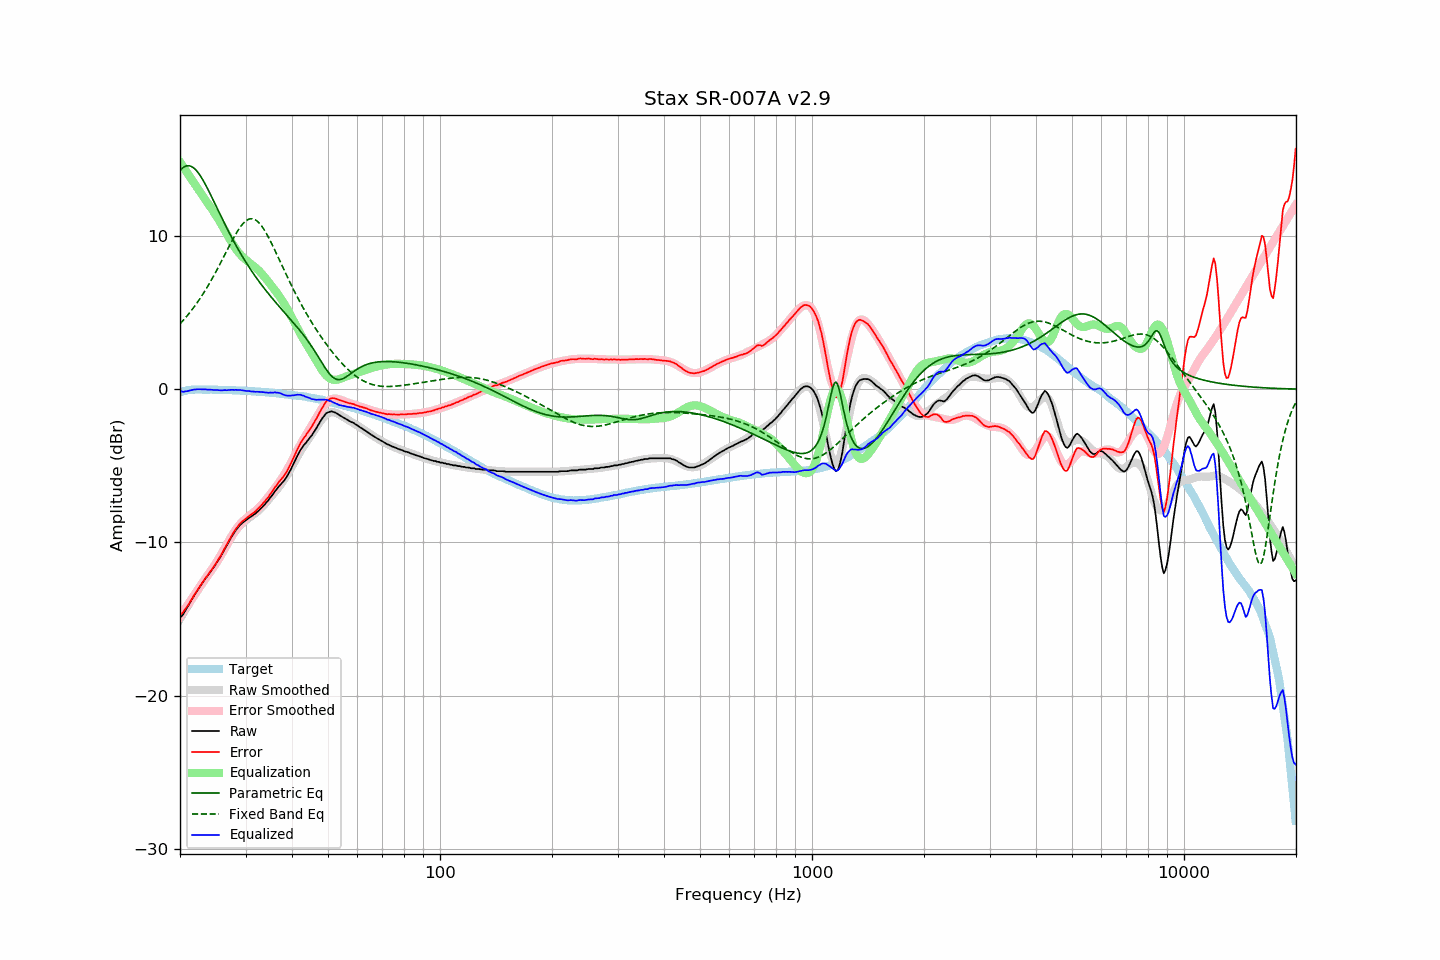 Stax SR-007A v2.9
Amplitude (dBr)
10
0
−10
−20
−30
Target
Raw Smoothed
Error Smoothed
Raw
Error
Equalization
Parametric Eq
Fixed Band Eq
Equalized
100
1000
10000
Frequency (Hz)